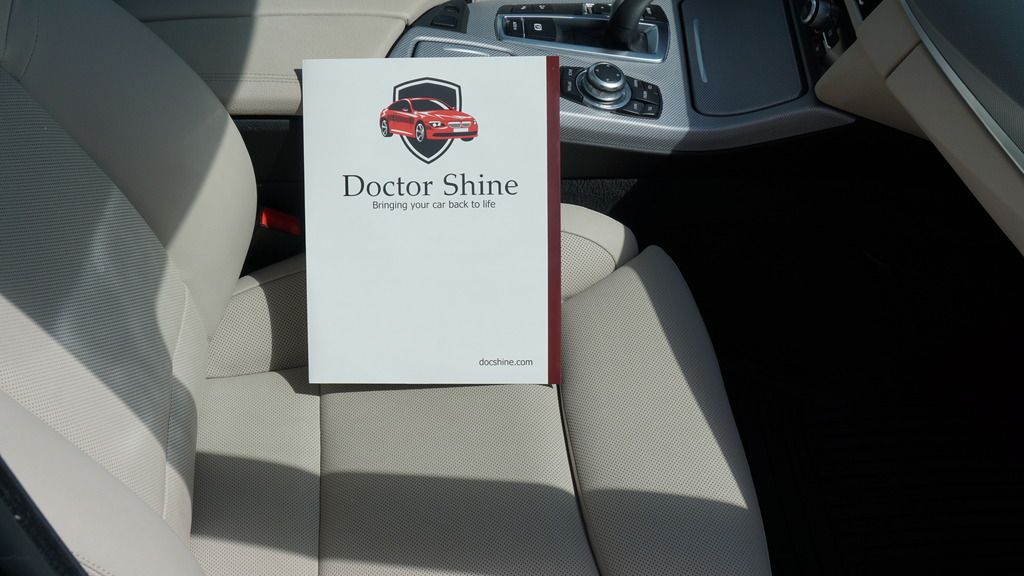 Doctor Shine
Bringing your car back to life
docshine.com